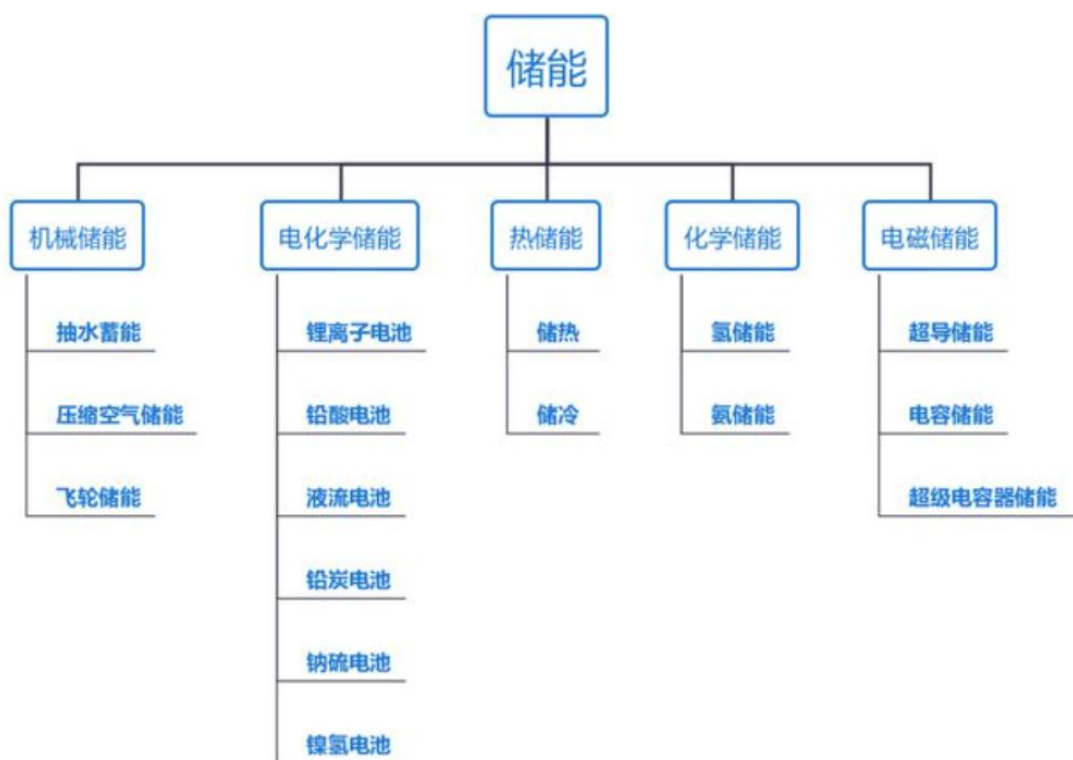 储能
机械储能
电化学储能
热储能
化学储能
电磁储能
抽水蓄能
锂离子电池
储热
氢储能
超导储能
压缩空气储能
铅酸电池
储冷
氨储能
电容储能
飞轮储能
液流电池
超级电容器储能
铅炭电池
钠硫电池
镍氢电池